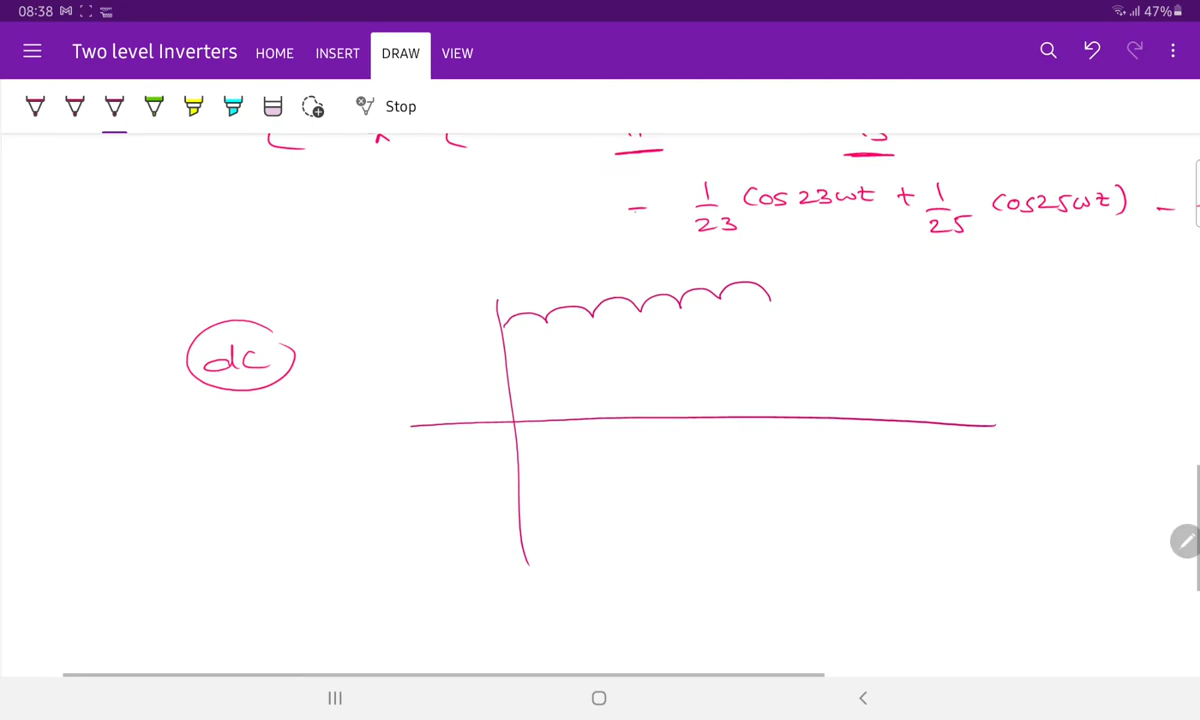 08:38 47%
Two level Inverters HOME INSERT DRAW VIEW
Stop
- 1/23 cos 23ωt + 1/25 cos25ωt) -
dc